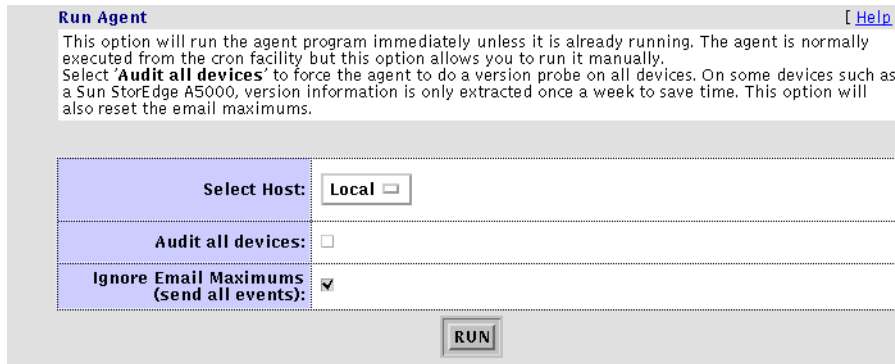 Run Agent [ Help
This option will run the agent program immediately unless it is already running. The agent is normally
executed from the cron facility but this option allows you to run it manually.
Select 'Audit all devices' to force the agent to do a version probe on all devices. On some devices such as
a Sun StorEdge A5000, version information is only extracted once a week to save time. This option will
also reset the email maximums.
Select Host: Local
Audit all devices:
Ignore Email Maximums
(send all events):
RUN